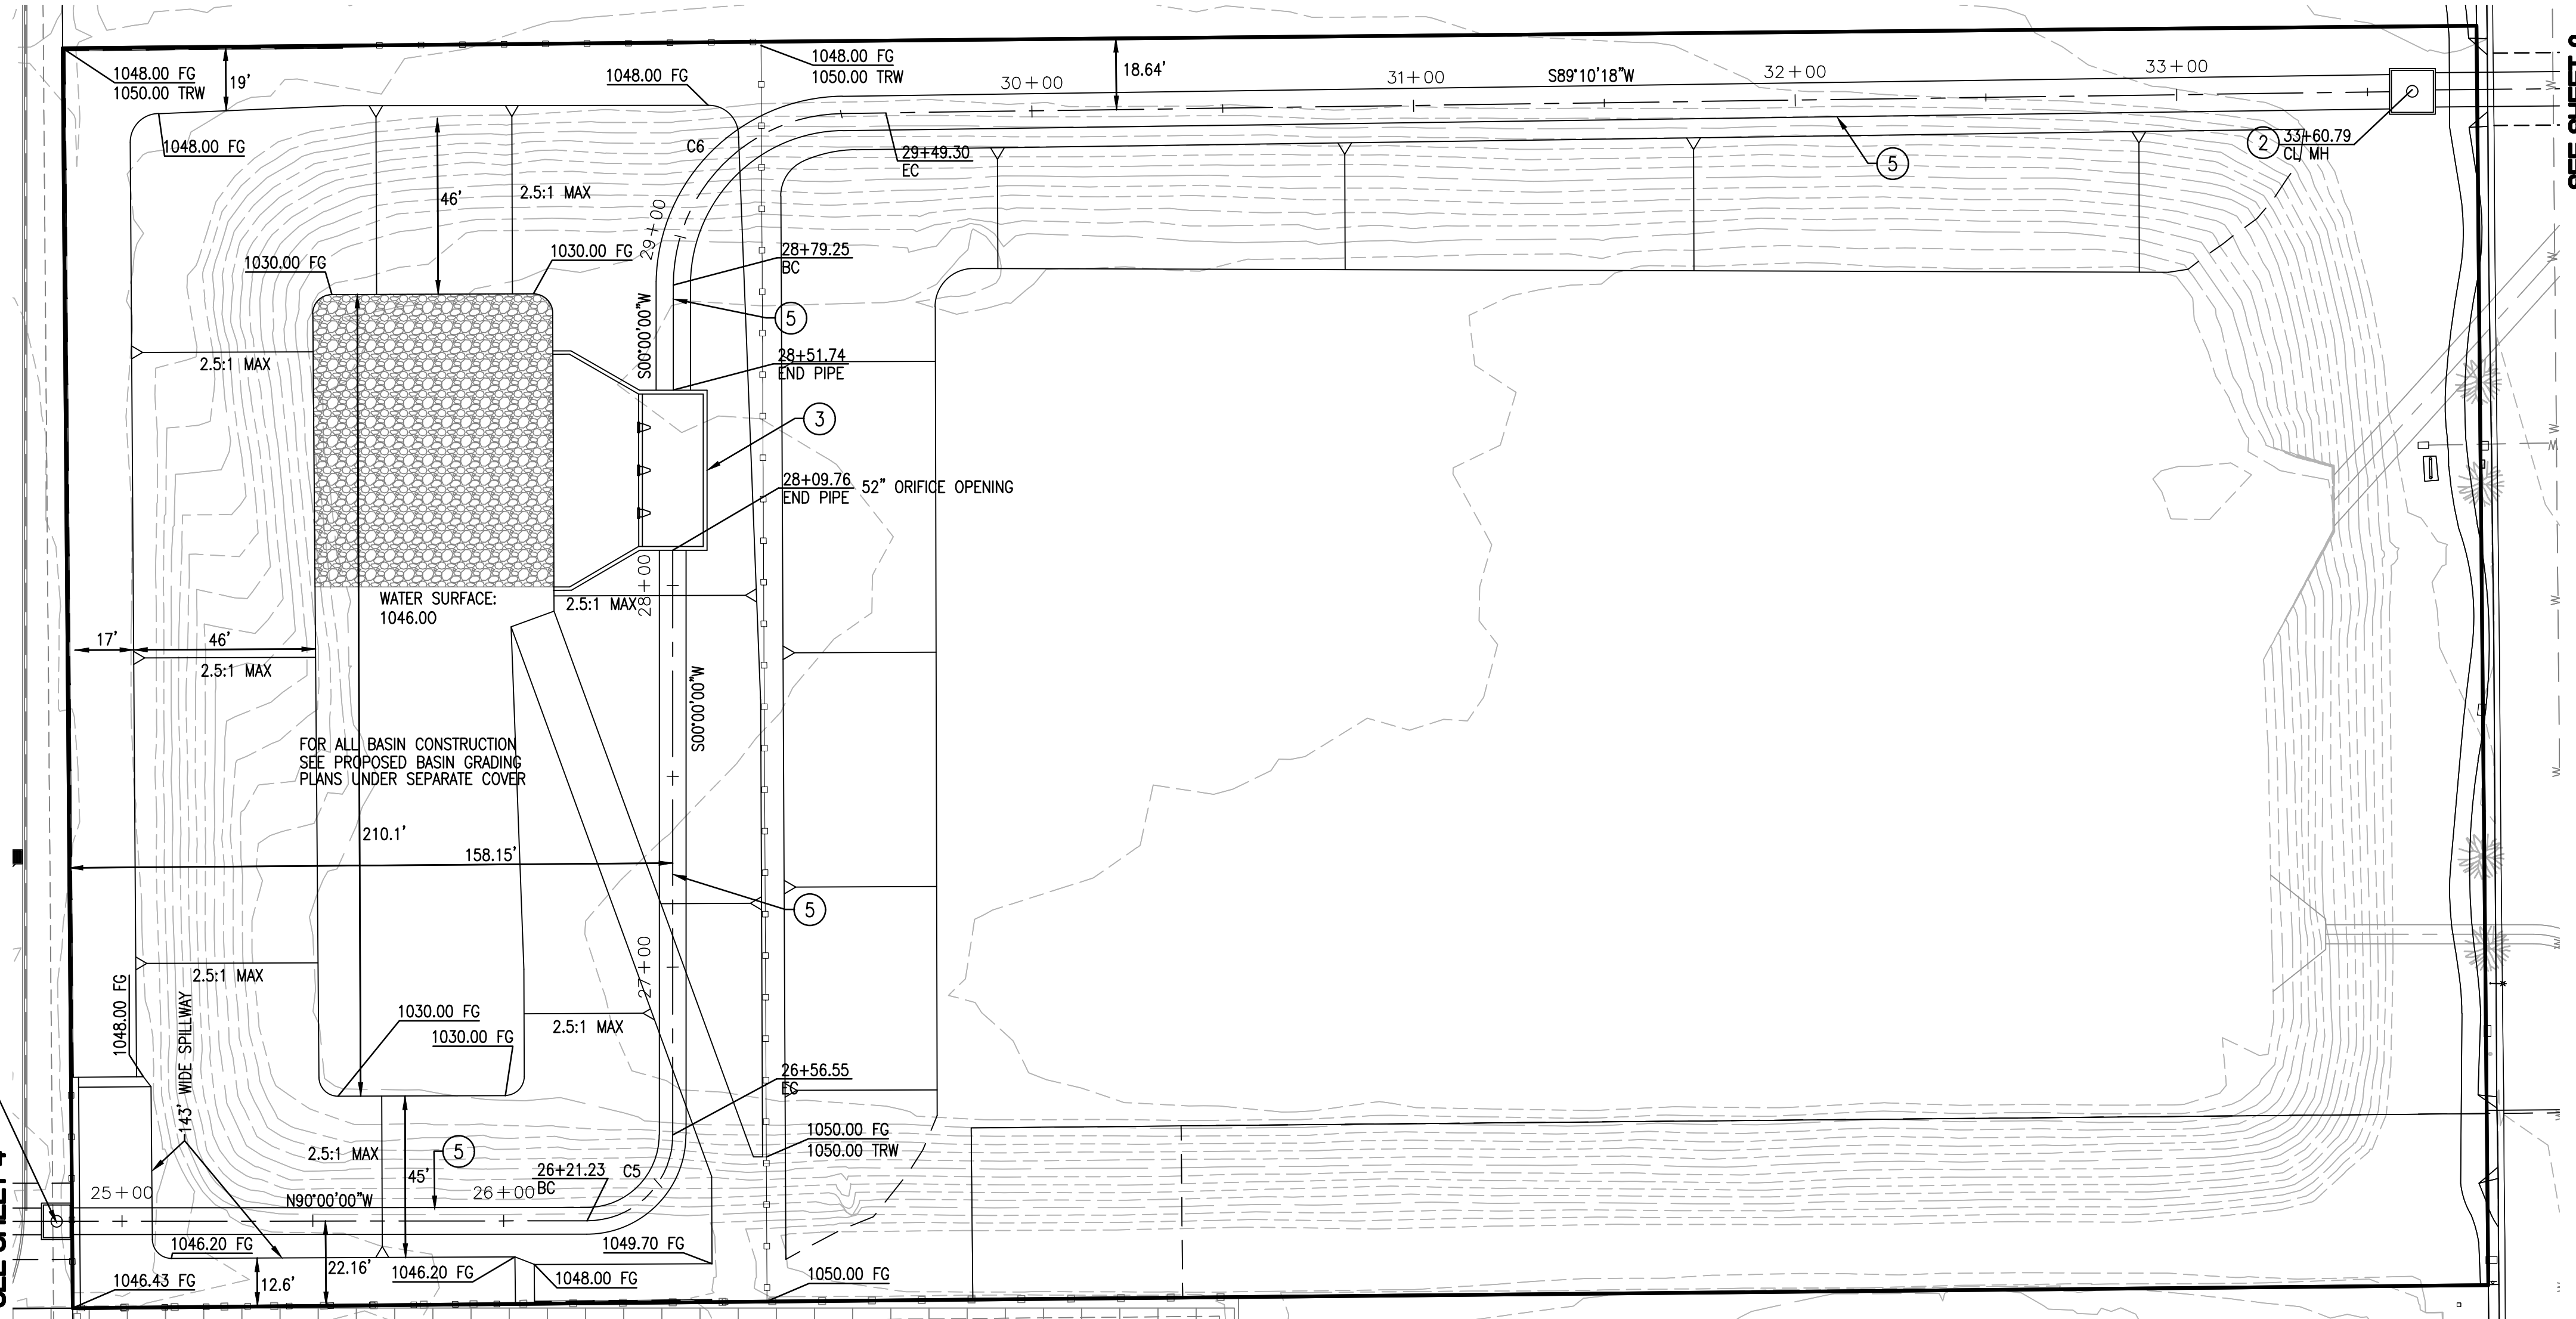 1048.00 FG
1050.00 TRW
19'
1048.00 FG
1048.00 FG
1050.00 TRW
18.64'
30+00
31+00
S89°10'18"W
32+00
33+00
1048.00 FG
C6
29+49.30
EC
5
2
33+60.79
CL MH
46'
2.5:1 MAX
29+00
1030.00 FG
1030.00 FG
28+79.25
BC
5
S00°00'00"W
28+51.74
END PIPE
2.5:1 MAX
3
28+09.76
END PIPE
52" ORIFICE OPENING
28+00
WATER SURFACE:
1046.00
2.5:1 MAX
17'
46'
2.5:1 MAX
S00°00'00"W
FOR ALL BASIN CONSTRUCTION
SEE PROPOSED BASIN GRADING
PLANS UNDER SEPARATE COVER
210.1'
158.15'
5
27+00
2.5:1 MAX
1048.00 FG
143' WIDE SPILLWAY
1030.00 FG
1030.00 FG
2.5:1 MAX
26+56.55
EC
1050.00 FG
1050.00 TRW
2.5:1 MAX
5
45'
26+21.23
BC
C5
25+00
N90°00'00"W
26+00
1046.20 FG
1049.70 FG
22.16'
1046.43 FG
12.6'
1046.20 FG
1048.00 FG
1050.00 FG